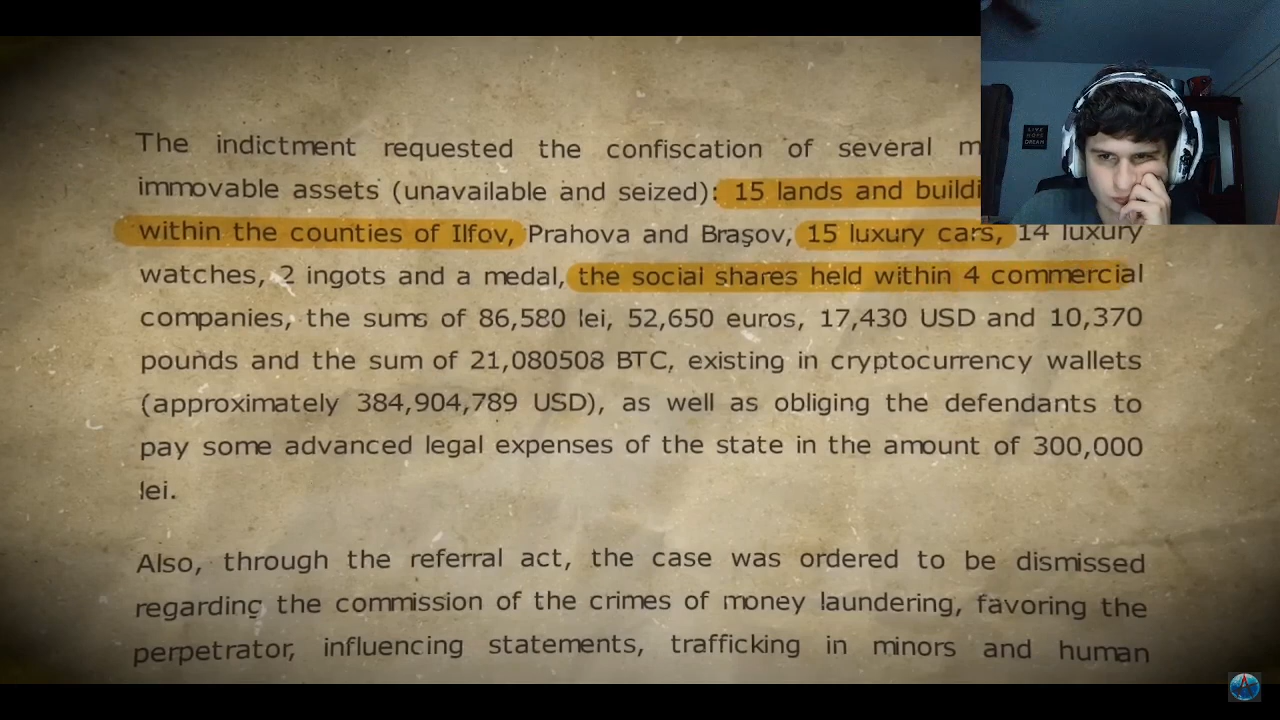 The indictment requested the confiscation of several
immovable assets (unavailable and seized): 15 lands and
within the counties of Ilfov, Prahova and Braşov, 15 luxury cars, 14 luxury
watches, 2 ingots and a medal, the social shares held within 4 commercial
companies, the sums of 86,580 lei, 52,650 euros, 17,430 USD and 10,370
pounds and the sum of 21,080508 BTC, existing in cryptocurrency wallets
(approximately 384,904,789 USD), as well as obliging the defendants to
pay some advanced legal expenses of the state in the amount of 300,000
lei.
Also, through the referral act, the case was ordered to be dismissed
regarding the commission of the crimes of money laundering, favoring the
perpetrator, influencing statements, trafficking in minors and human
LIVE
HOPE
DREAM